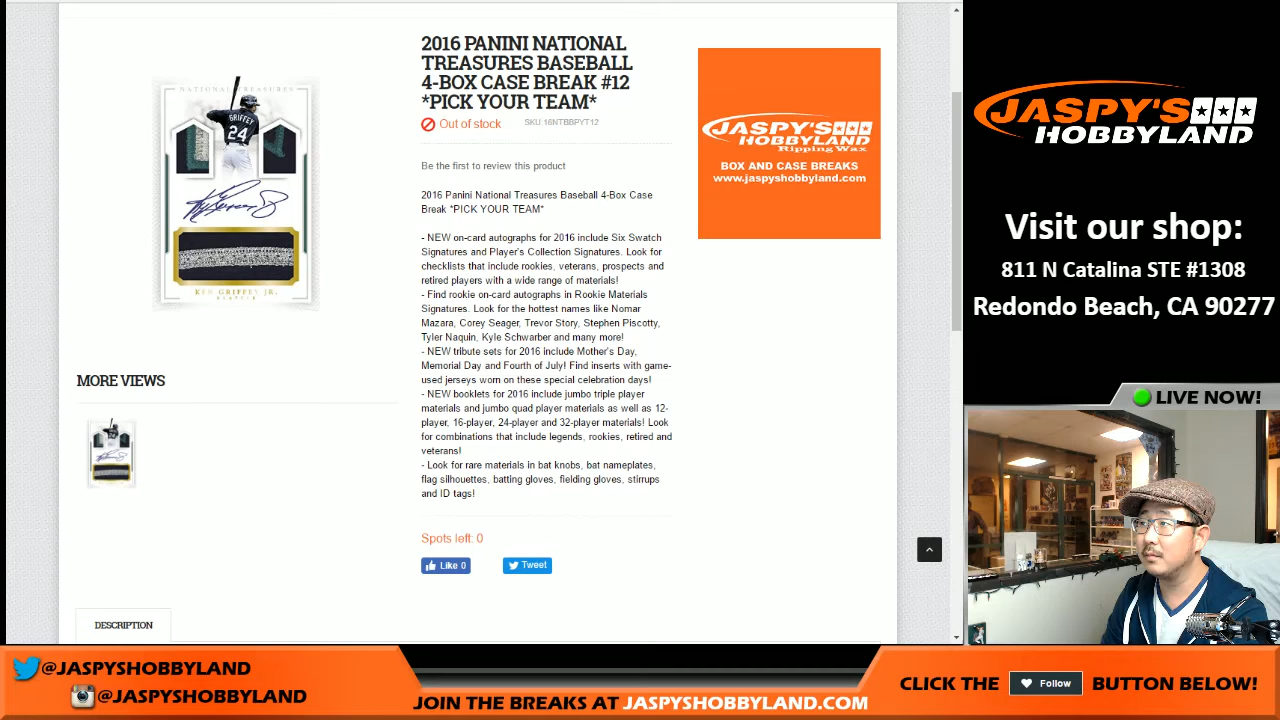 2016 PANINI NATIONAL
TREASURES BASEBALL
4-BOX CASE BREAK #12
*PICK YOUR TEAM*
Out of stock
SKU 16NTBBPYT12
Be the first to review this product
2016 Panini National Treasures Baseball 4-Box Case
Break *PICK YOUR TEAM*
- NEW on-card autographs for 2016 include Six Swatch
Signatures and Player's Collection Signatures. Look for
checklists that include rookies, veterans, prospects and
retired players with a wide range of materials!
- Find rookie on-card autographs in Rookie Materials
Signatures. Look for the hottest names like Nomar
Mazara, Corey Seager, Trevor Story, Stephen Piscotty,
Tyler Naquin, Kyle Schwarber and many more!
- NEW tribute sets for 2016 include Mother's Day,
Memorial Day and Fourth of July! Find inserts with game-
used jerseys worn on these special celebration days!
- NEW booklets for 2016 include jumbo triple player
materials and jumbo quad player materials as well as 12-
player, 16-player, 24-player and 32-player materials! Look
for combinations that include legends, rookies, retired and
veterans!
- Look for rare materials in bat knobs, bat nameplates,
flag silhouettes, batting gloves, fielding gloves, stirrups
and ID tags!
Spots left: 0
Like 0
Tweet
NATIONAL TREASURES
GRIFFEY
24
KEN GRIFFEY JR.
MORE VIEWS
DESCRIPTION
JASPY'S
HOBBYLAND
Ripping Wax
BOX AND CASE BREAKS
www.jaspyshobbyland.com
JASPY'S
HOBBYLAND
Visit our shop:
811 N Catalina STE #1308
Redondo Beach, CA 90277
LIVE NOW!
@JASPYSHOBBYLAND
@JASPYSHOBBYLAND
JOIN THE BREAKS AT JASPYSHOBBYLAND.COM
CLICK THE Follow BUTTON BELOW!